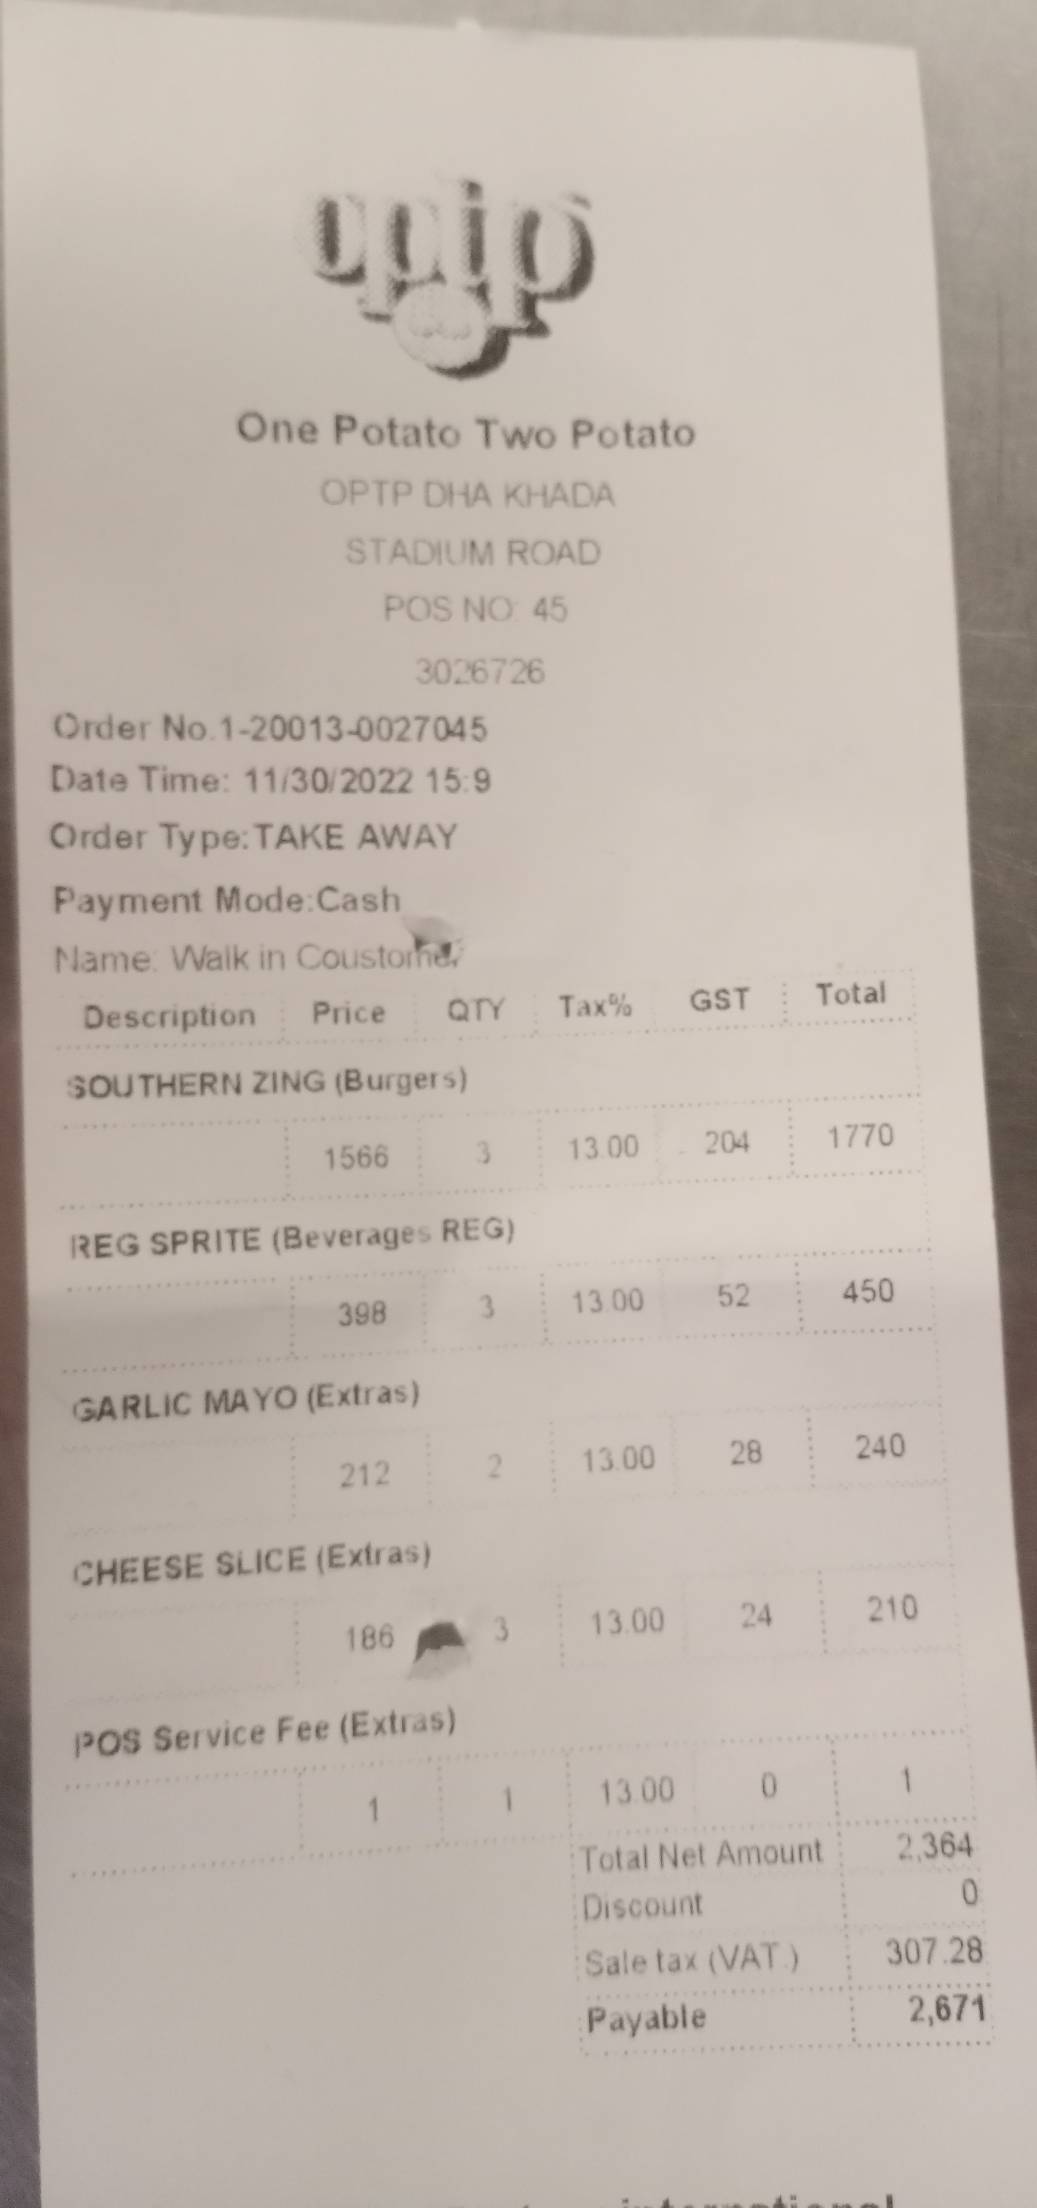 optp
One Potato Two Potato
OPTP DHA KHADA
STADIUM ROAD
POS NO: 45
3026726
Order No.1-20013-0027045
Date Time: 11/30/2022 15:9
Order Type:TAKE AWAY
Payment Mode:Cash
Name: Walk in Coustomer
Description Price QTY Tax% GST Total
SOUTHERN ZING (Burgers)
1566 3 13.00 204 1770
REG SPRITE (Beverages REG)
398 3 13.00 52 450
GARLIC MAYO (Extras)
212 2 13.00 28 240
CHEESE SLICE (Extras)
186 3 13.00 24 210
POS Service Fee (Extras)
1 1 13.00 0 1
Total Net Amount 2,364
Discount 0
Sale tax (VAT.) 307.28
Payable 2,671